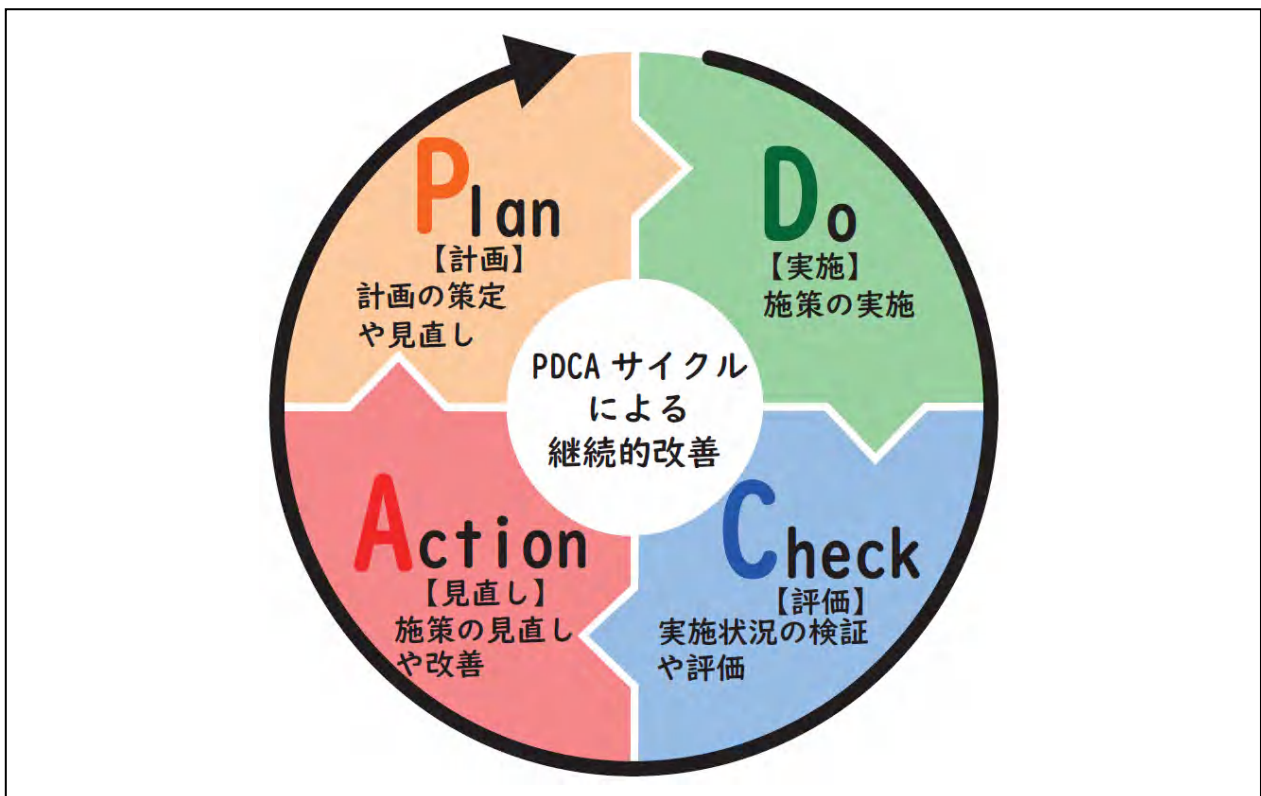 Plan
【計画】
計画の策定
や見直し
Do
【実施】
施策の実施
PDCA サイクル
による
継続的改善
Check
【評価】
実施状況の検証
や評価
Action
【見直し】
施策の見直し
や改善